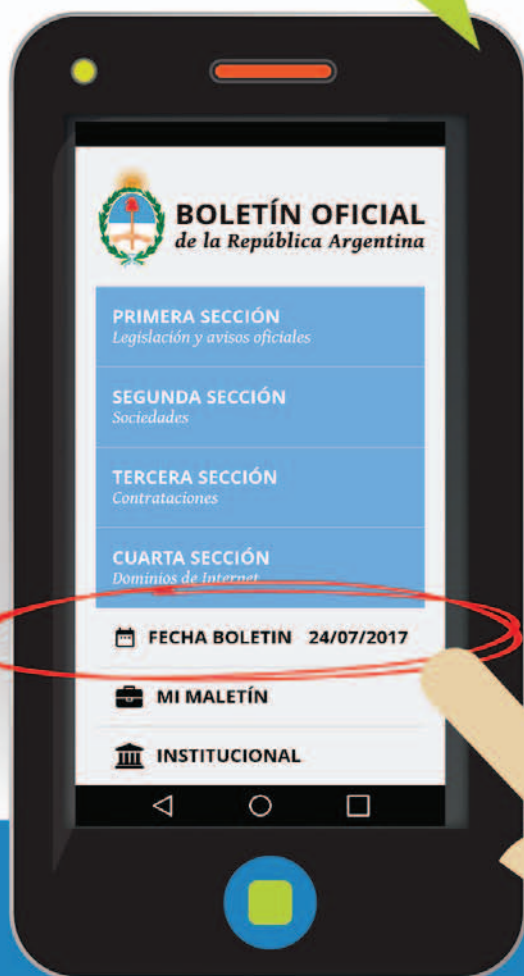 BOLETÍN OFICIAL
de la República Argentina
PRIMERA SECCIÓN
Legislación y avisos oficiales
SEGUNDA SECCIÓN
Sociedades
TERCERA SECCIÓN
Contrataciones
CUARTA SECCIÓN
Dominios de Internet
FECHA BOLETIN 24/07/2017
MI MALETÍN
INSTITUCIONAL